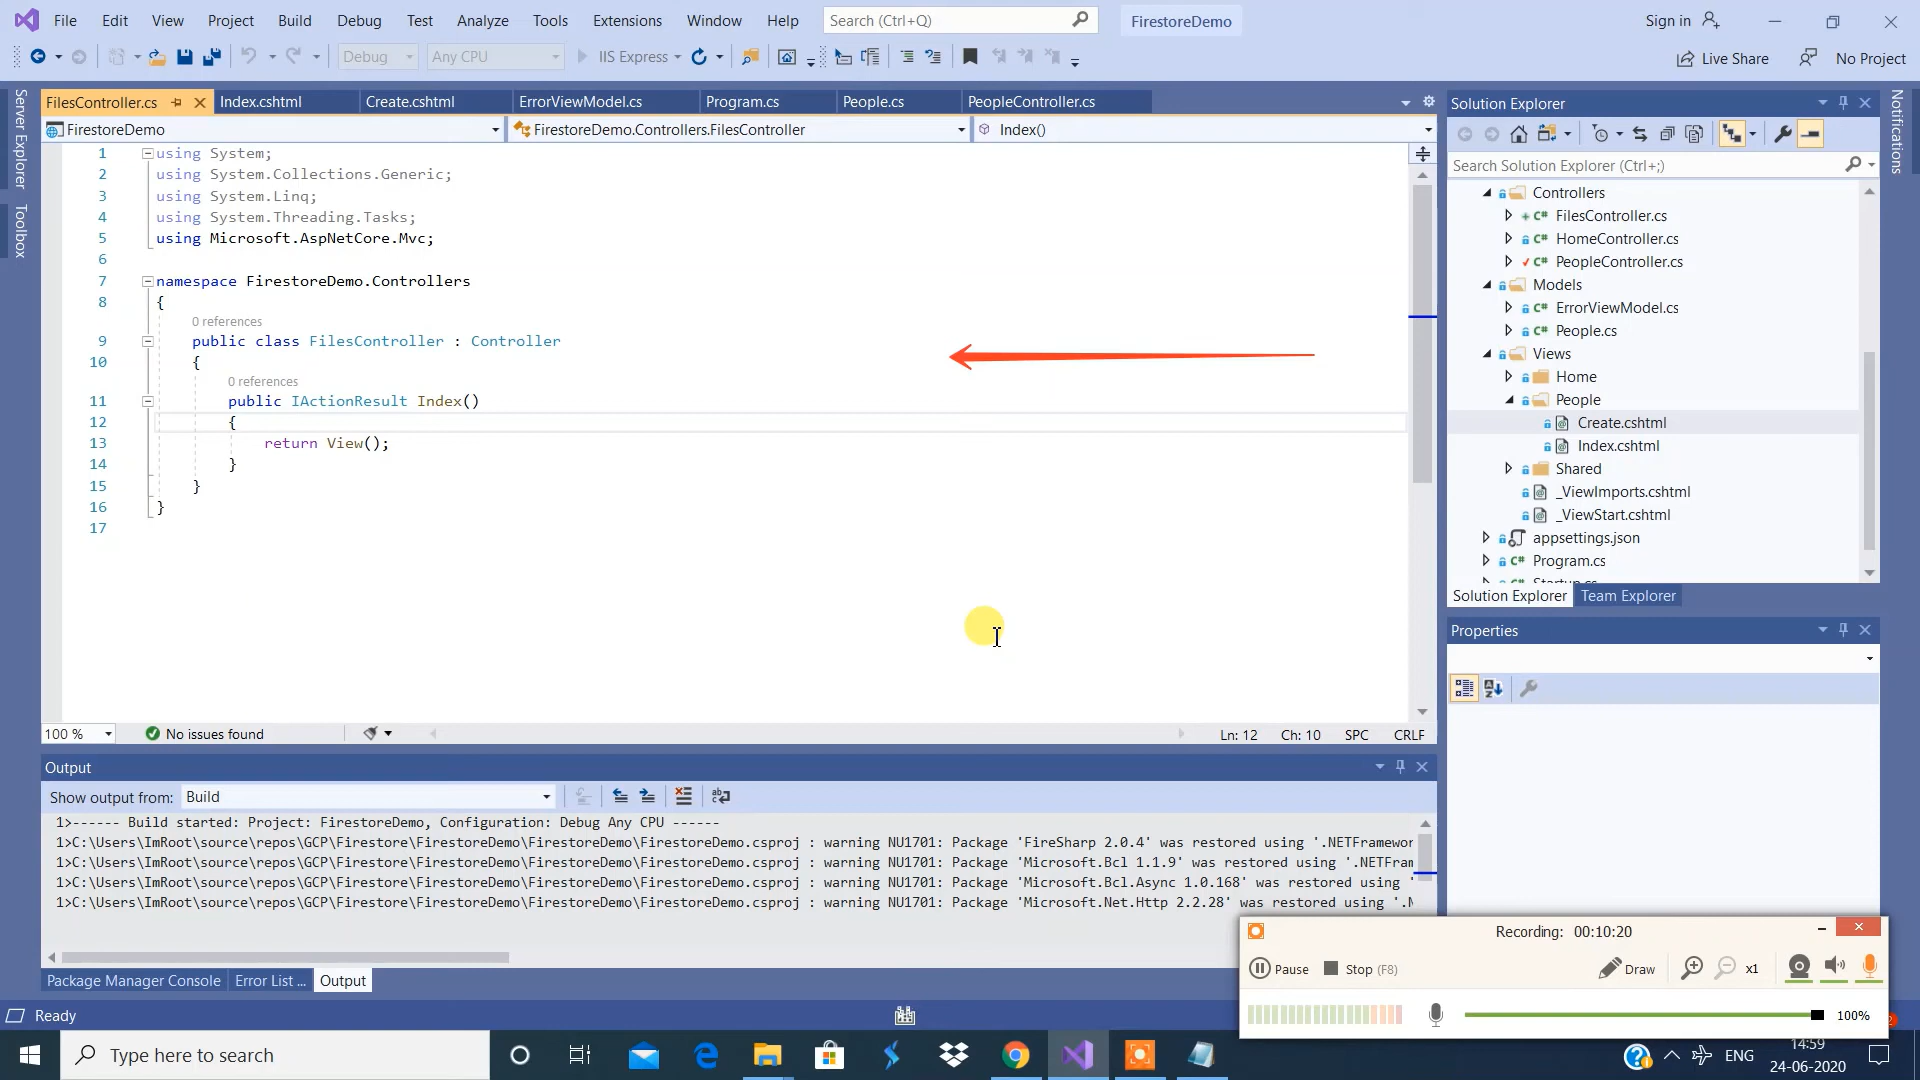 File Edit View Project Build Debug Test Analyze Tools Extensions Window Help Search (Ctrl+Q) FirestoreDemo Sign in
Debug Any CPU IIS Express Live Share No Project
Server Explorer
Toolbox
FilesController.cs Index.cshtml Create.cshtml ErrorViewModel.cs Program.cs People.cs PeopleController.cs
FirestoreDemo FirestoreDemo.Controllers.FilesController Index()
1 using System;
2 using System.Collections.Generic;
3 using System.Linq;
4 using System.Threading.Tasks;
5 using Microsoft.AspNetCore.Mvc;
6
7 namespace FirestoreDemo.Controllers
8 {
0 references
9 public class FilesController : Controller
10 {
0 references
11 public IActionResult Index()
12 {
13 return View();
14 }
15 }
16 }
17
100 % No issues found Ln: 12 Ch: 10 SPC CRLF
Output
Show output from: Build
1>------ Build started: Project: FirestoreDemo, Configuration: Debug Any CPU ------
1>C:\Users\ImRoot\source\repos\GCP\Firestore\FirestoreDemo\FirestoreDemo\FirestoreDemo.csproj : warning NU1701: Package 'FireSharp 2.0.4' was restored using '.NETFramewor
1>C:\Users\ImRoot\source\repos\GCP\Firestore\FirestoreDemo\FirestoreDemo\FirestoreDemo.csproj : warning NU1701: Package 'Microsoft.Bcl 1.1.9' was restored using '.NETFram
1>C:\Users\ImRoot\source\repos\GCP\Firestore\FirestoreDemo\FirestoreDemo\FirestoreDemo.csproj : warning NU1701: Package 'Microsoft.Bcl.Async 1.0.168' was restored using '
1>C:\Users\ImRoot\source\repos\GCP\Firestore\FirestoreDemo\FirestoreDemo\FirestoreDemo.csproj : warning NU1701: Package 'Microsoft.Net.Http 2.2.28' was restored using '.N
Package Manager Console Error List ... Output
Ready
Solution Explorer
Search Solution Explorer (Ctrl+;)
Controllers
C# FilesController.cs
C# HomeController.cs
C# PeopleController.cs
Models
C# ErrorViewModel.cs
C# People.cs
Views
Home
People
Create.cshtml
Index.cshtml
Shared
_ViewImports.cshtml
_ViewStart.cshtml
appsettings.json
C# Program.cs
Solution Explorer Team Explorer
Properties
Notifications
Recording: 00:10:20
Pause Stop (F8) Draw x1
100%
Type here to search
ENG 14:59
24-06-2020